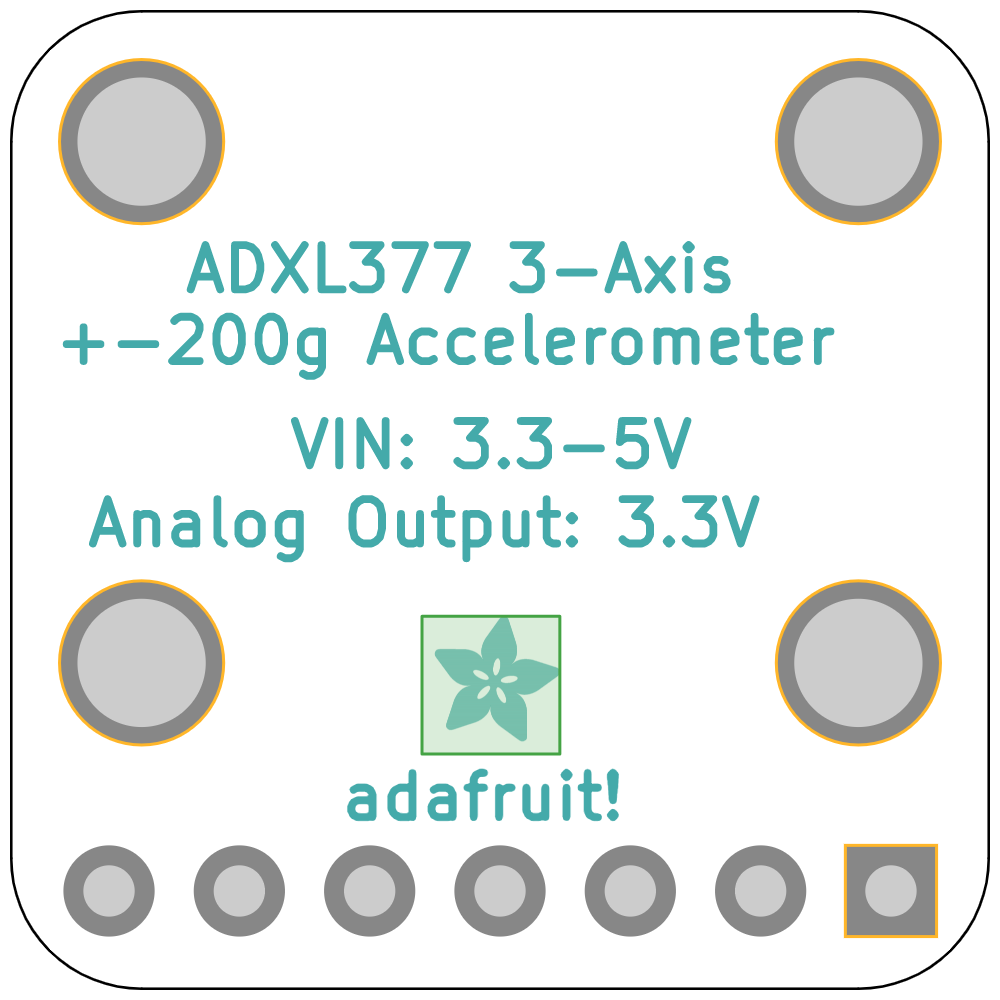 ADXL377 3-Axis
+-200g Accelerometer
VIN: 3.3-5V
Analog Output: 3.3V
adafruit!